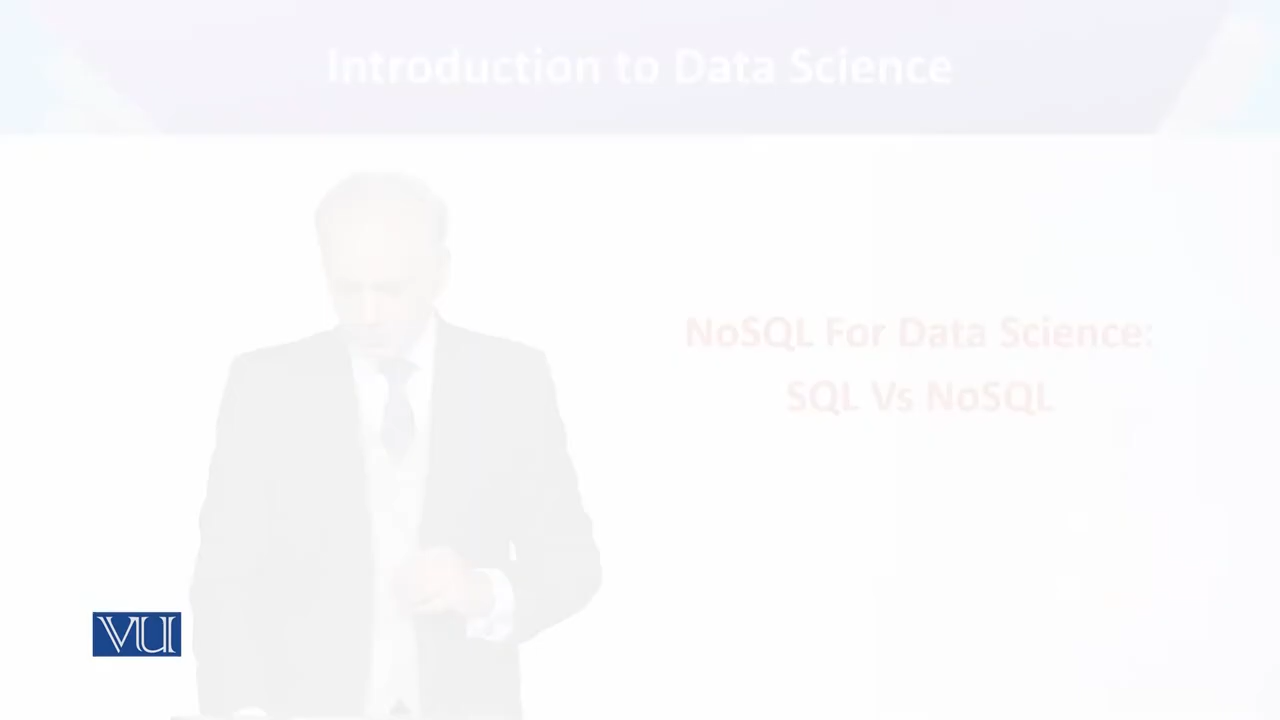 Introduction to Data Science
NoSQL For Data Science:
SQL Vs NoSQL
VU